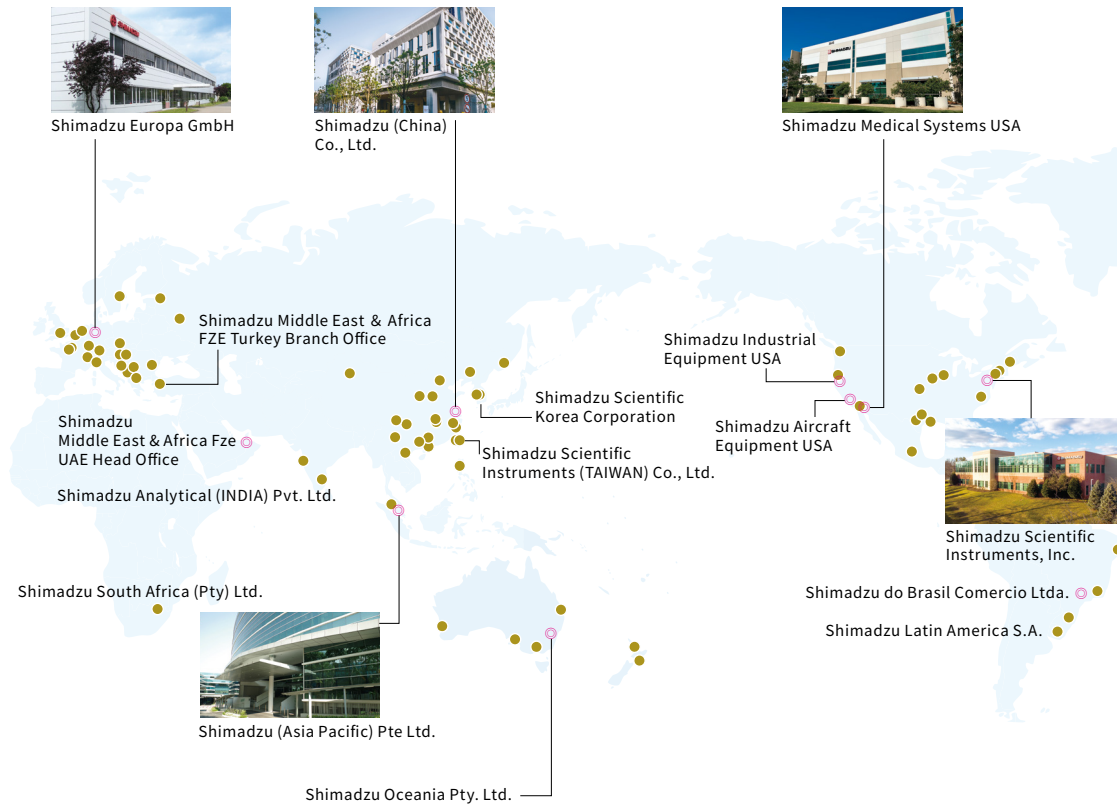 SHIMADZU
SHIMADZU
Shimadzu Europa GmbH
Shimadzu (China)
Co., Ltd.
Shimadzu Medical Systems USA
Shimadzu Middle East & Africa
FZE Turkey Branch Office
Shimadzu Industrial
Equipment USA
Shimadzu Scientific
Korea Corporation
Shimadzu
Middle East & Africa Fze
UAE Head Office
Shimadzu Aircraft
Equipment USA
Shimadzu Scientific
Instruments (TAIWAN) Co., Ltd.
Shimadzu Analytical (INDIA) Pvt. Ltd.
Shimadzu Scientific
Instruments, Inc.
Shimadzu South Africa (Pty) Ltd.
Shimadzu do Brasil Comercio Ltda.
Shimadzu Latin America S.A.
Shimadzu (Asia Pacific) Pte Ltd.
Shimadzu Oceania Pty. Ltd.